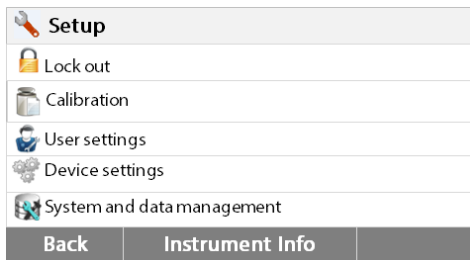 Setup
Lock out
Calibration
User settings
Device settings
System and data management
Back Instrument Info